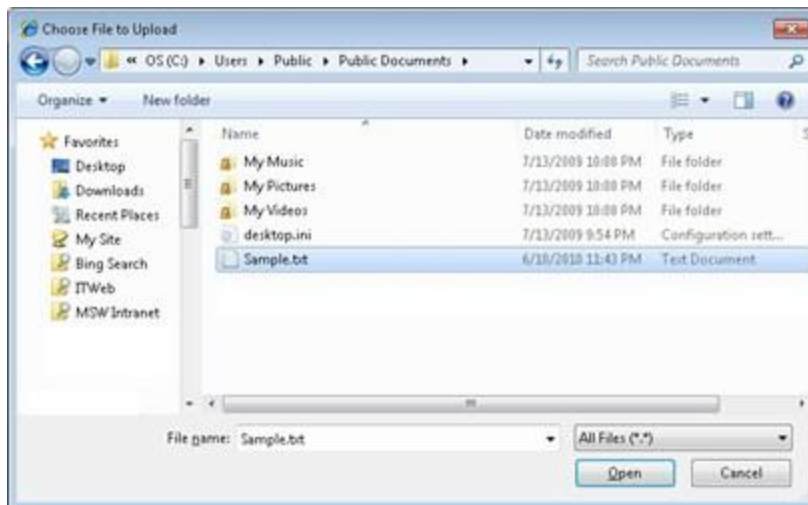 Choose File to Upload
« OS (C:) ▸ Users ▸ Public ▸ Public Documents ▸ Search Public Documents
Organize New folder
Favorites
Desktop
Downloads
Recent Places
My Site
Bing Search
ITWeb
MSW Intranet
Name Date modified Type S
My Music 7/13/2009 10:08 PM File folder
My Pictures 7/13/2009 10:08 PM File folder
My Videos 7/13/2009 10:08 PM File folder
desktop.ini 7/13/2009 9:54 PM Configuration sett...
Sample.txt 6/18/2010 11:43 PM Text Document
File name: Sample.txt All Files (*.*)
Open Cancel